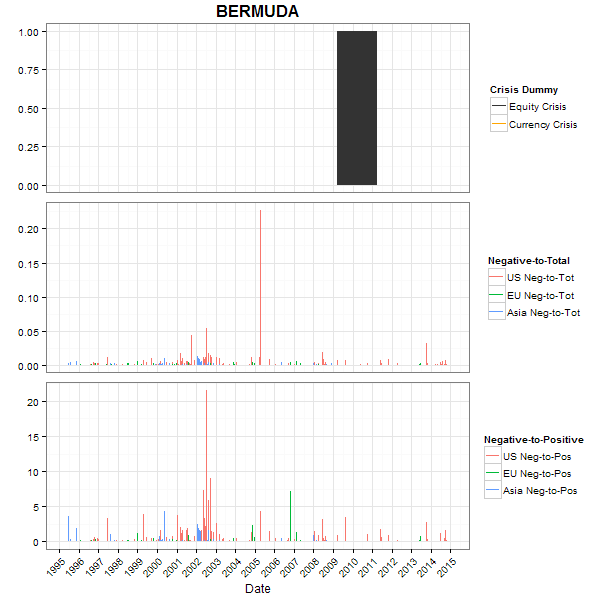 BERMUDA
1.00
0.75
0.50
0.25
0.00
Crisis Dummy
Equity Crisis
Currency Crisis
0.20
0.15
0.10
0.05
0.00
Negative-to-Total
US Neg-to-Tot
EU Neg-to-Tot
Asia Neg-to-Tot
20
15
10
5
0
Negative-to-Positive
US Neg-to-Pos
EU Neg-to-Pos
Asia Neg-to-Pos
1995 1996 1997 1998 1999 2000 2001 2002 2003 2004 2005 2006 2007 2008 2009 2010 2011 2012 2013 2014 2015
Date